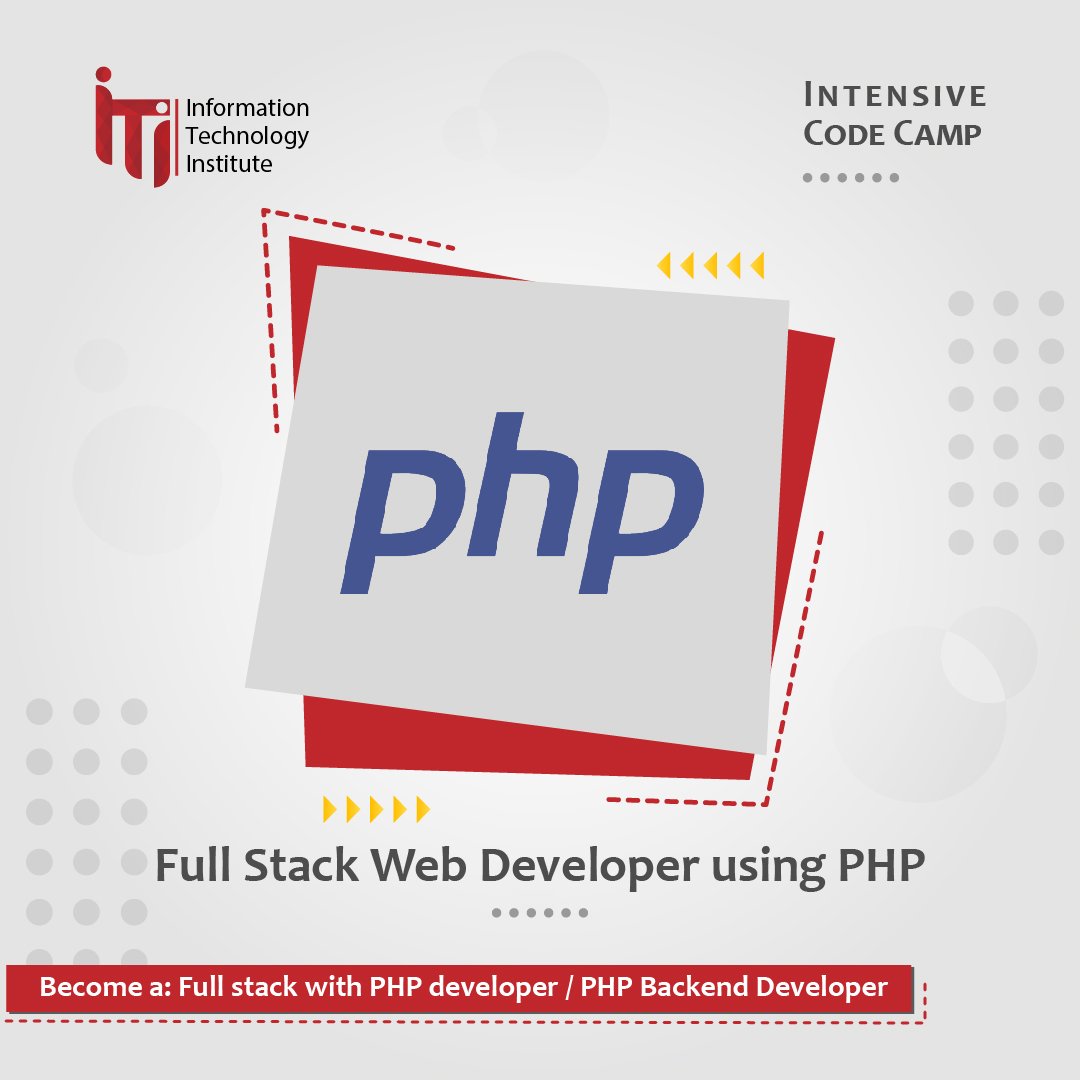 iTi
Information
Technology
Institute
INTENSIVE
CODE CAMP
php
Full Stack Web Developer using PHP
Become a: Full stack with PHP developer / PHP Backend Developer